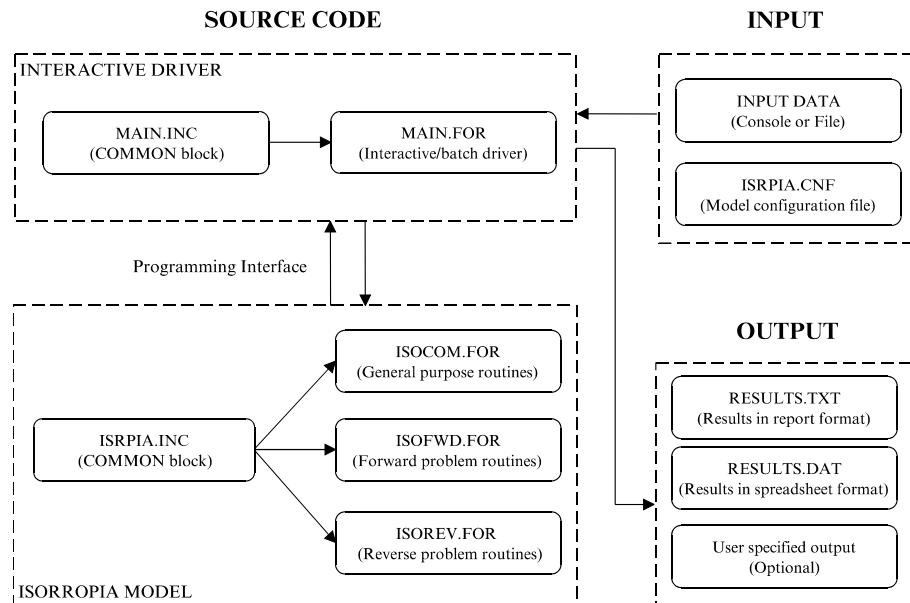 SOURCE CODE
INTERACTIVE DRIVER
MAIN.INC
(COMMON block)
MAIN.FOR
(Interactive/batch driver)
Programming Interface
ISRPIA.INC
(COMMON block)
ISOCOM.FOR
(General purpose routines)
ISOFWD.FOR
(Forward problem routines)
ISOREV.FOR
(Reverse problem routines)
ISORROPIA MODEL
INPUT
INPUT DATA
(Console or File)
ISRPIA.CNF
(Model configuration file)
OUTPUT
RESULTS.TXT
(Results in report format)
RESULTS.DAT
(Results in spreadsheet format)
User specified output
(Optional)